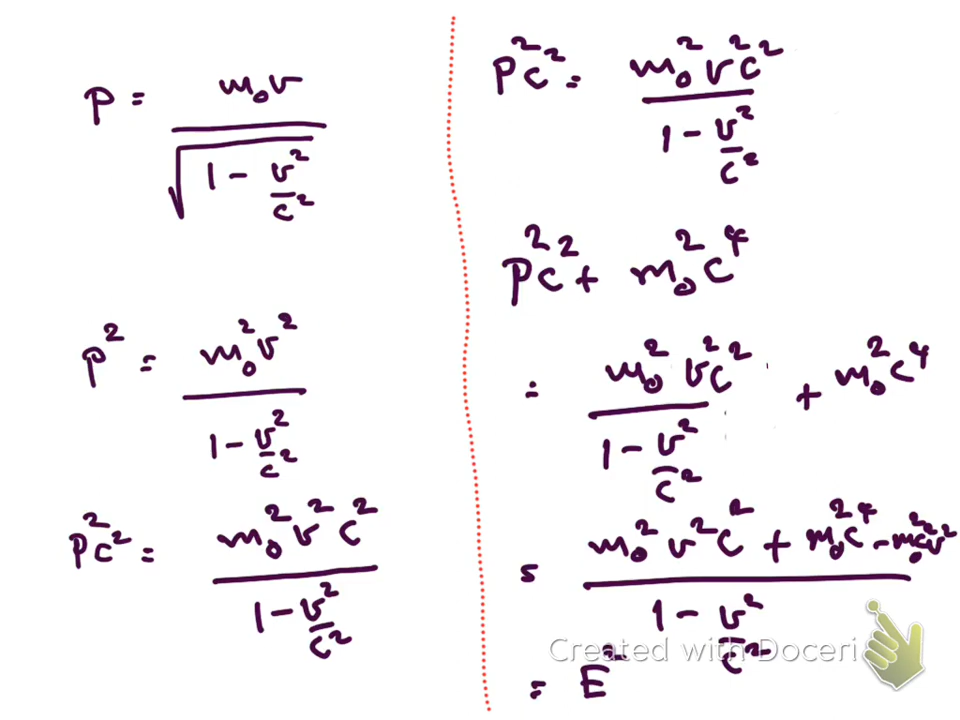 P = m₀v / √(1 - v²/c²)
P² = m₀²v² / (1 - v²/c²)
P²c² = m₀²v²c² / (1 - v²/c²)
P²c² = m₀²v²c² / (1 - v²/c²)
P²c² + m₀²c⁴
= m₀²v²c² / (1 - v²/c²) + m₀²c⁴
= (m₀²v²c² + m₀²c⁴ - m₀²c²v²) / (1 - v²/c²)
Created with Doceri
= E²